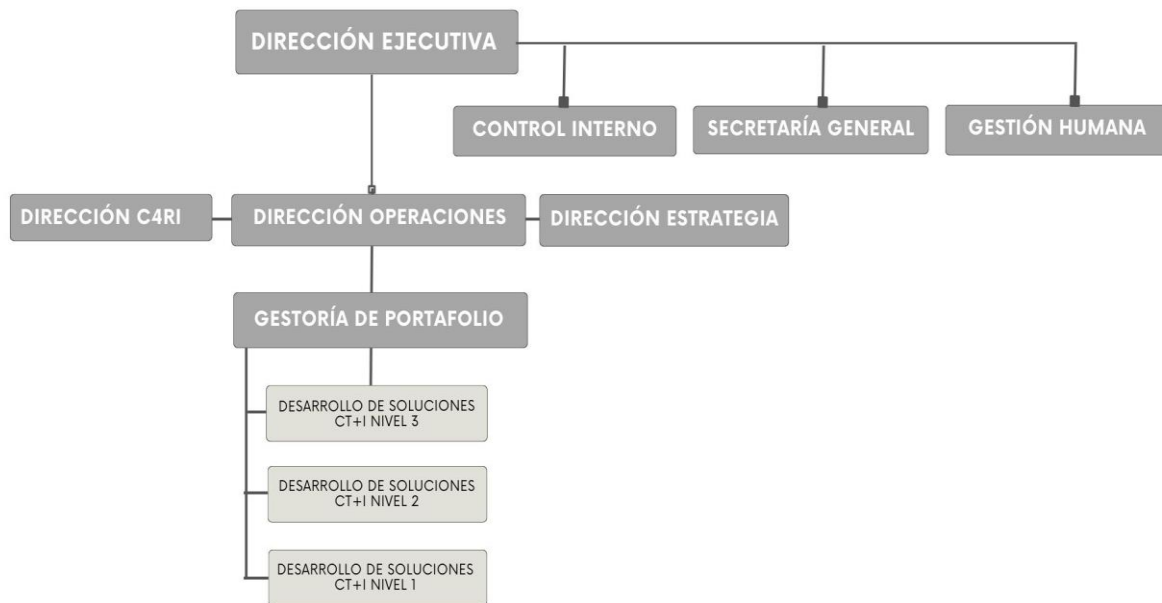 DIRECCIÓN EJECUTIVA
CONTROL INTERNO
SECRETARÍA GENERAL
GESTIÓN HUMANA
DIRECCIÓN C4RI
DIRECCIÓN OPERACIONES
DIRECCIÓN ESTRATEGIA
GESTORÍA DE PORTAFOLIO
DESARROLLO DE SOLUCIONES
CT+I NIVEL 3
DESARROLLO DE SOLUCIONES
CT+I NIVEL 2
DESARROLLO DE SOLUCIONES
CT+I NIVEL 1